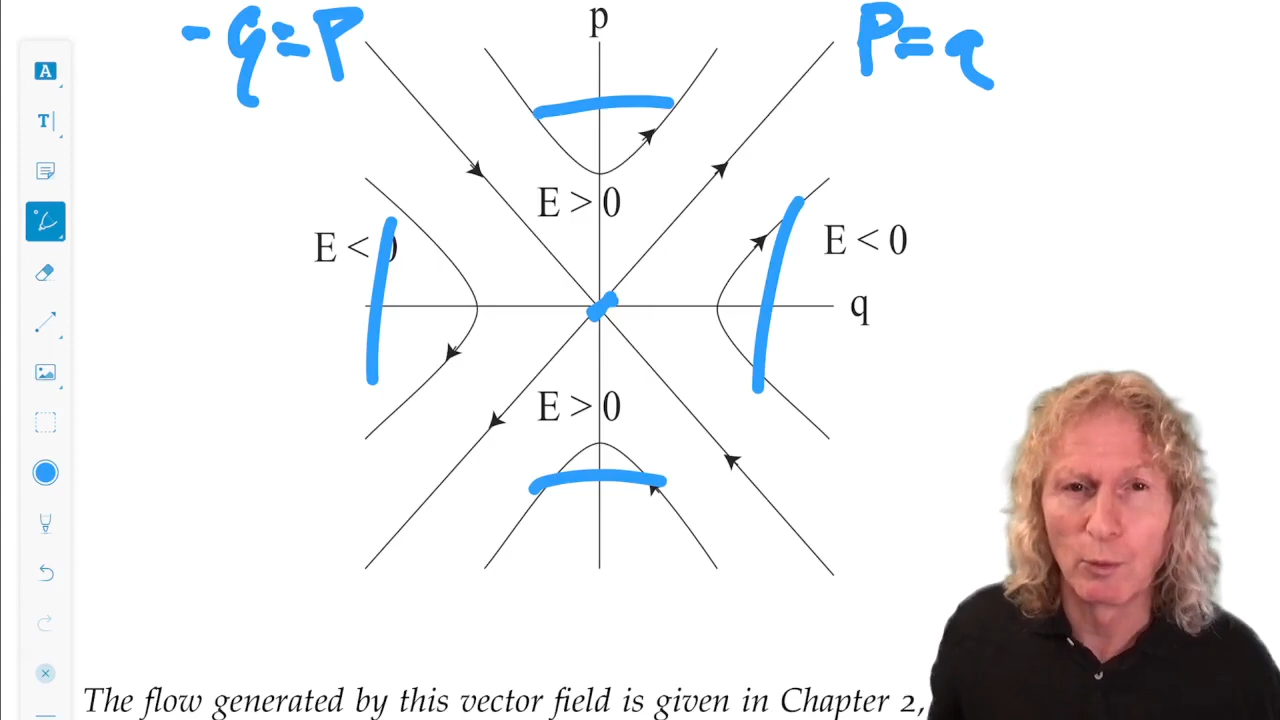 -q=P
p
P=q
A
T
E > 0
E < 0
E < 0
q
E > 0
The flow generated by this vector field is given in Chapter 2,